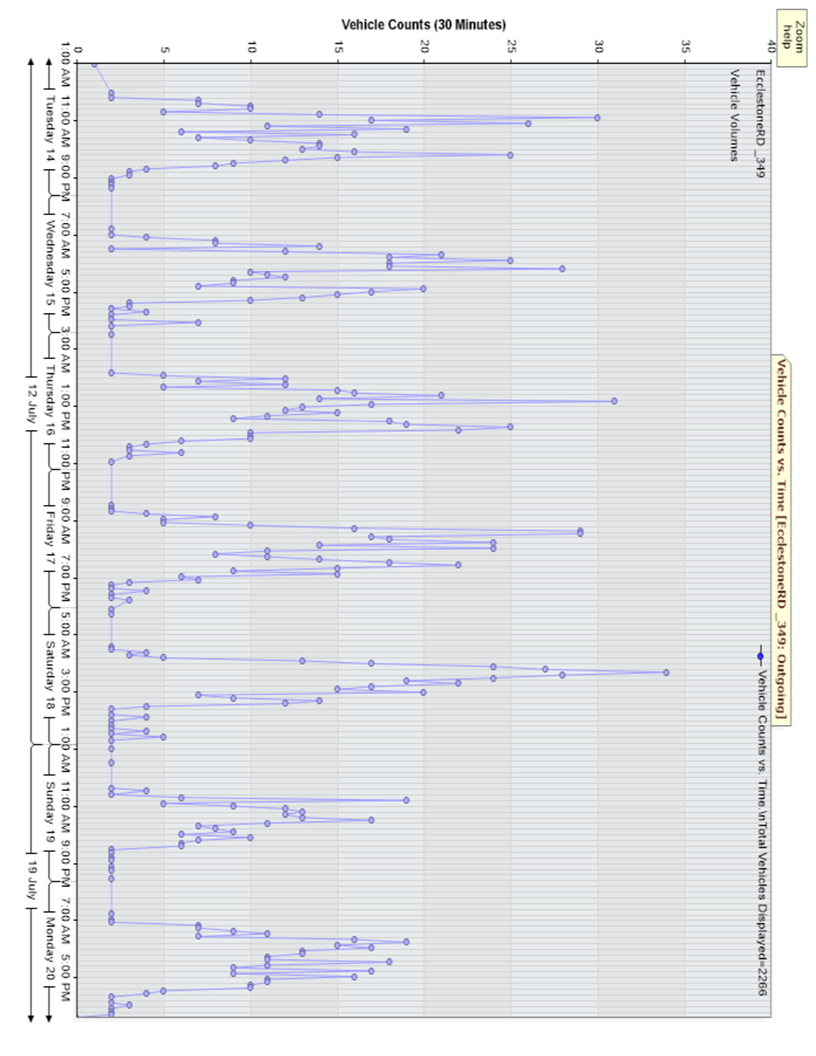 Zoom
help
Vehicle Counts vs. Time [EcclestoneRD _349: Outgoing]
Vehicle Counts vs. Time.\nTotal Vehicles Displayed=2266
EcclestoneRD _349
Vehicle Volumes
Vehicle Counts (30 Minutes)
40
35
30
25
20
15
10
5
1:00 AM 11:00 AM 9:00 PM 7:00 AM 5:00 PM 3:00 AM 1:00 PM 11:00 PM 9:00 AM 7:00 PM 5:00 AM 3:00 PM 1:00 AM 11:00 AM 9:00 PM 7:00 AM 5:00 PM
Tuesday 14 Wednesday 15 Thursday 16 Friday 17 Saturday 18 Sunday 19 Monday 20
12 July 19 July